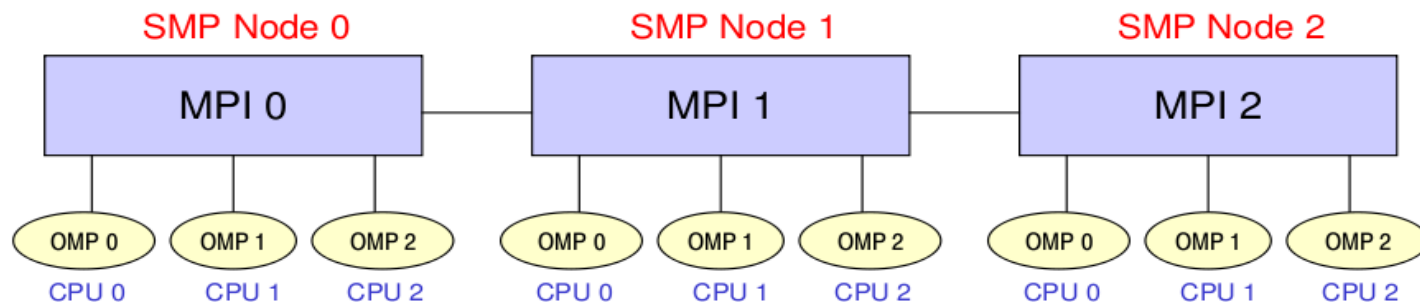 SMP Node 0 SMP Node 1 SMP Node 2
MPI 0 MPI 1 MPI 2
OMP 0 OMP 1 OMP 2 OMP 0 OMP 1 OMP 2 OMP 0 OMP 1 OMP 2
CPU 0 CPU 1 CPU 2 CPU 0 CPU 1 CPU 2 CPU 0 CPU 1 CPU 2